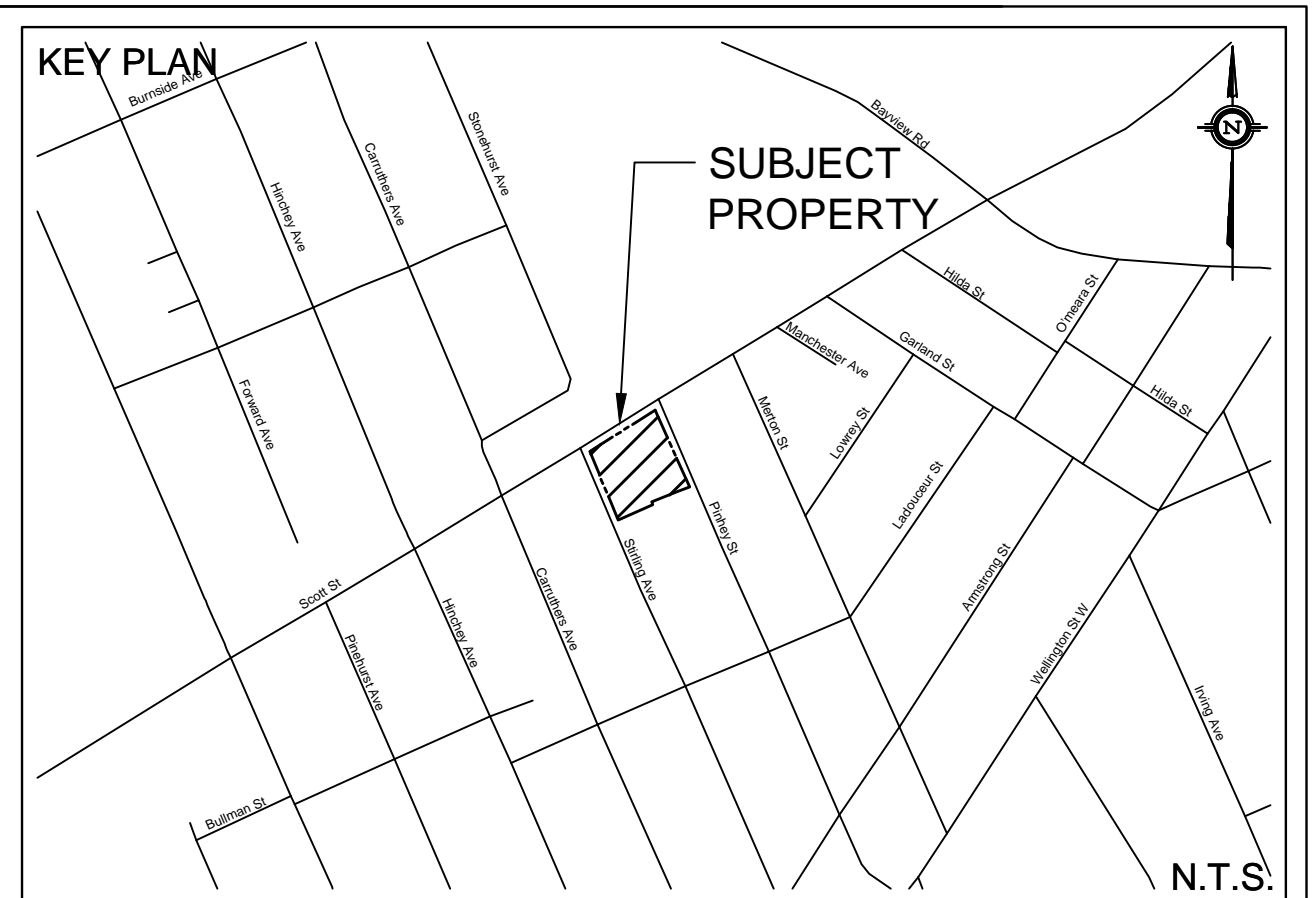 KEY PLAN
Burnside Ave
Stonehurst Ave
Bayview Rd
N
Carruthers Ave
SUBJECT
PROPERTY
Hinchey Ave
Hilda St
O'meara St
Manchester Ave
Garland St
Forward Ave
Merton St
Lowrey St
Hilda St
Ladouceur St
Pinhey St
Stirling Ave
Scott St
Carruthers Ave
Armstrong St
Hinchey Ave
Pinehurst Ave
Wellington St W
Irving Ave
Bullman St
N.T.S.